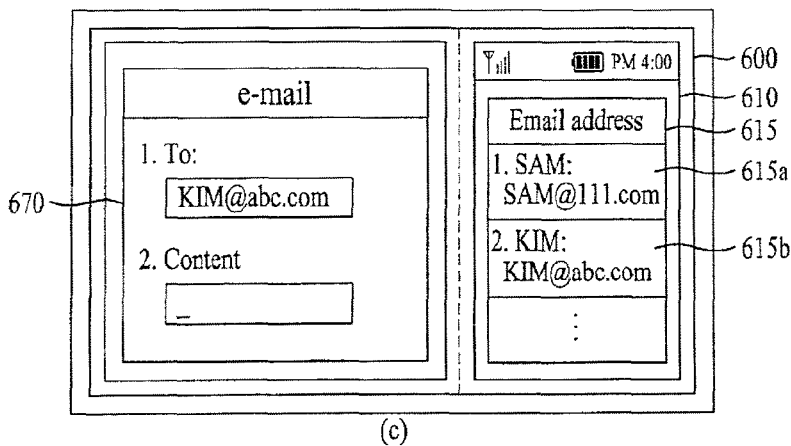 e-mail
1. To:
KIM@abc.com
2. Content
_
670
PM 4:00
Email address
1. SAM:
SAM@111.com
2. KIM:
KIM@abc.com
⋮
600
610
615
615a
615b
(c)